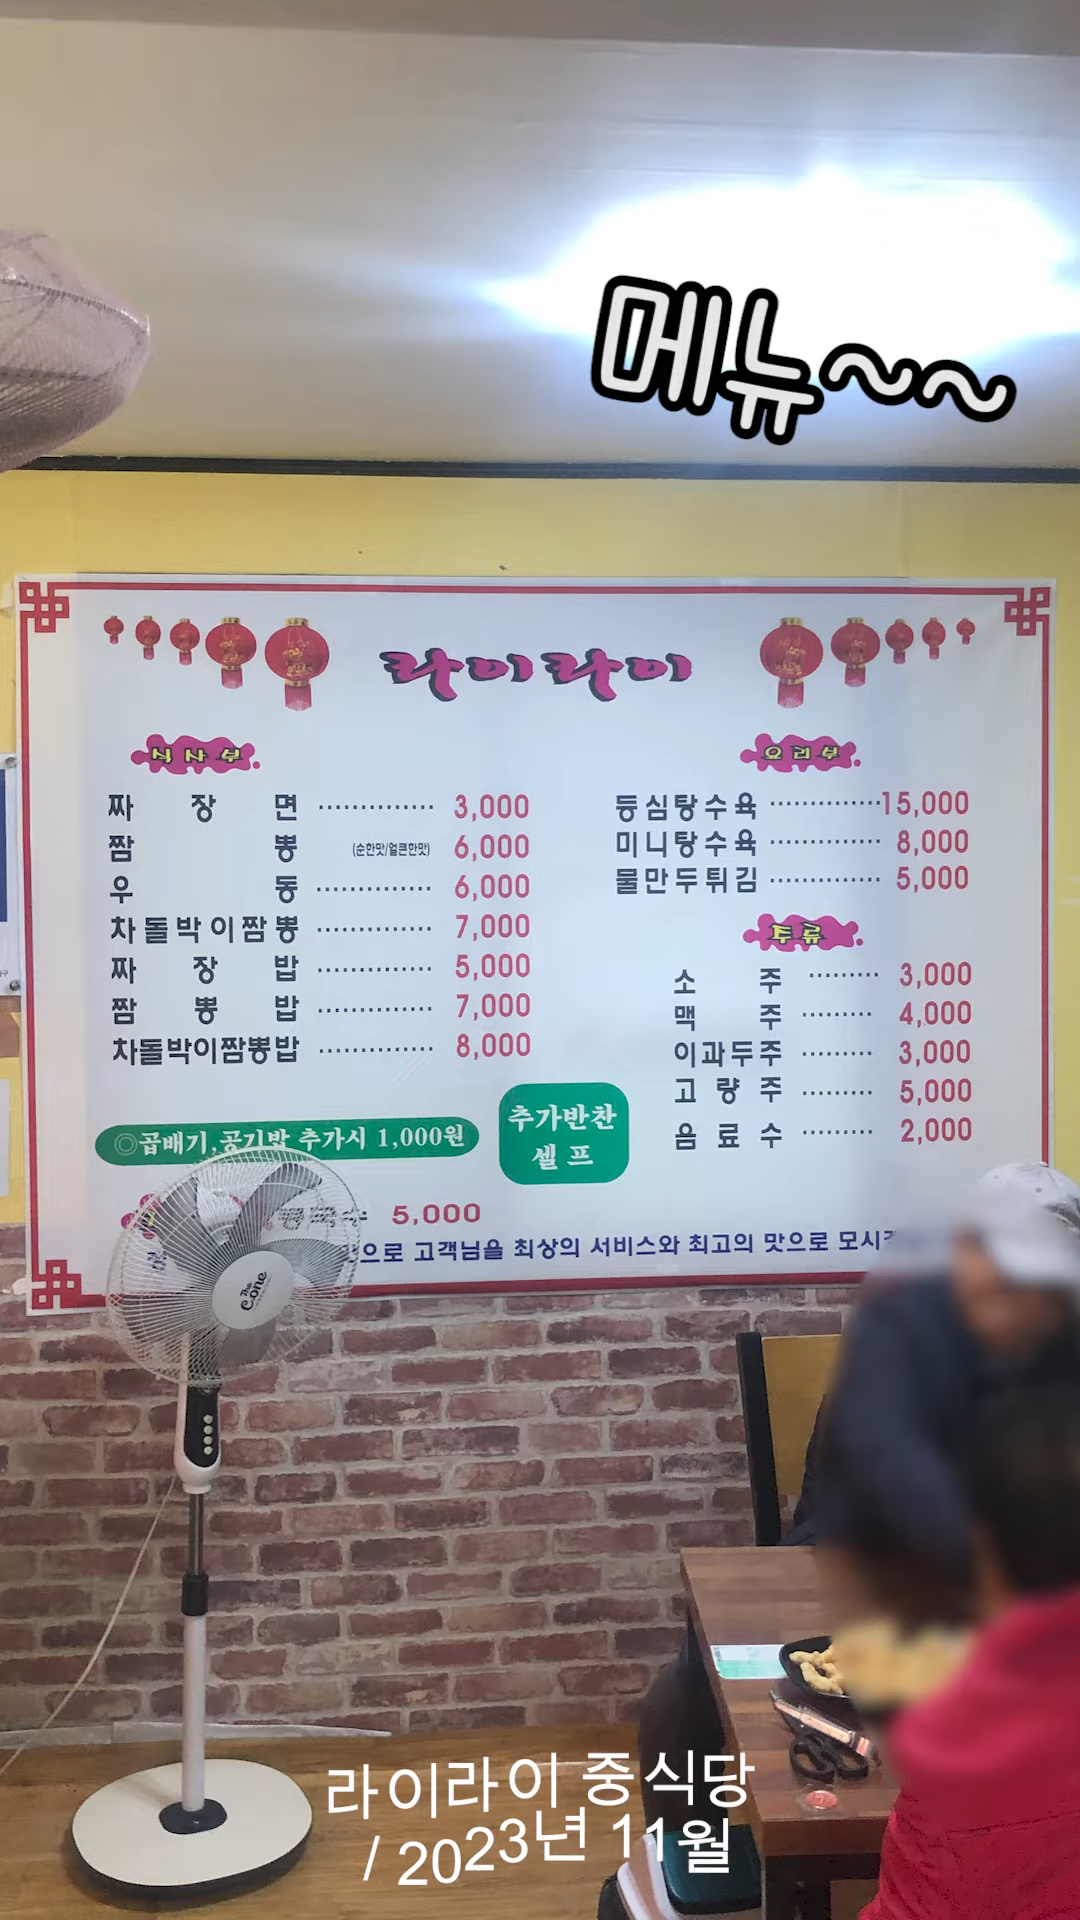 메뉴~~
라이라이
식사부
짜장면 3,000
짬뽕 (순한맛/얼큰한맛) 6,000
우동 6,000
차돌박이짬뽕 7,000
짜장밥 5,000
짬뽕밥 7,000
차돌박이짬뽕밥 8,000
◎곱배기,공기밥 추가시 1,000원
추가반찬
셀프
요리부
등심탕수육 15,000
미니탕수육 8,000
물만두튀김 5,000
주류
소주 3,000
맥주 4,000
이과두주 3,000
고량주 5,000
음료수 2,000
5,000
으로 고객님을 최상의 서비스와 최고의 맛으로 모시
The Cone
라이라이 중식당
/ 2023년 11월